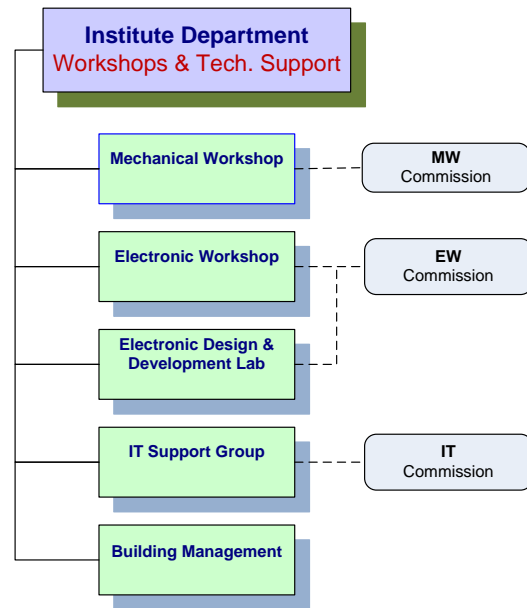 Institute Department
Workshops & Tech. Support
Mechanical Workshop
MW
Commission
Electronic Workshop
EW
Commission
Electronic Design &
Development Lab
IT Support Group
IT
Commission
Building Management